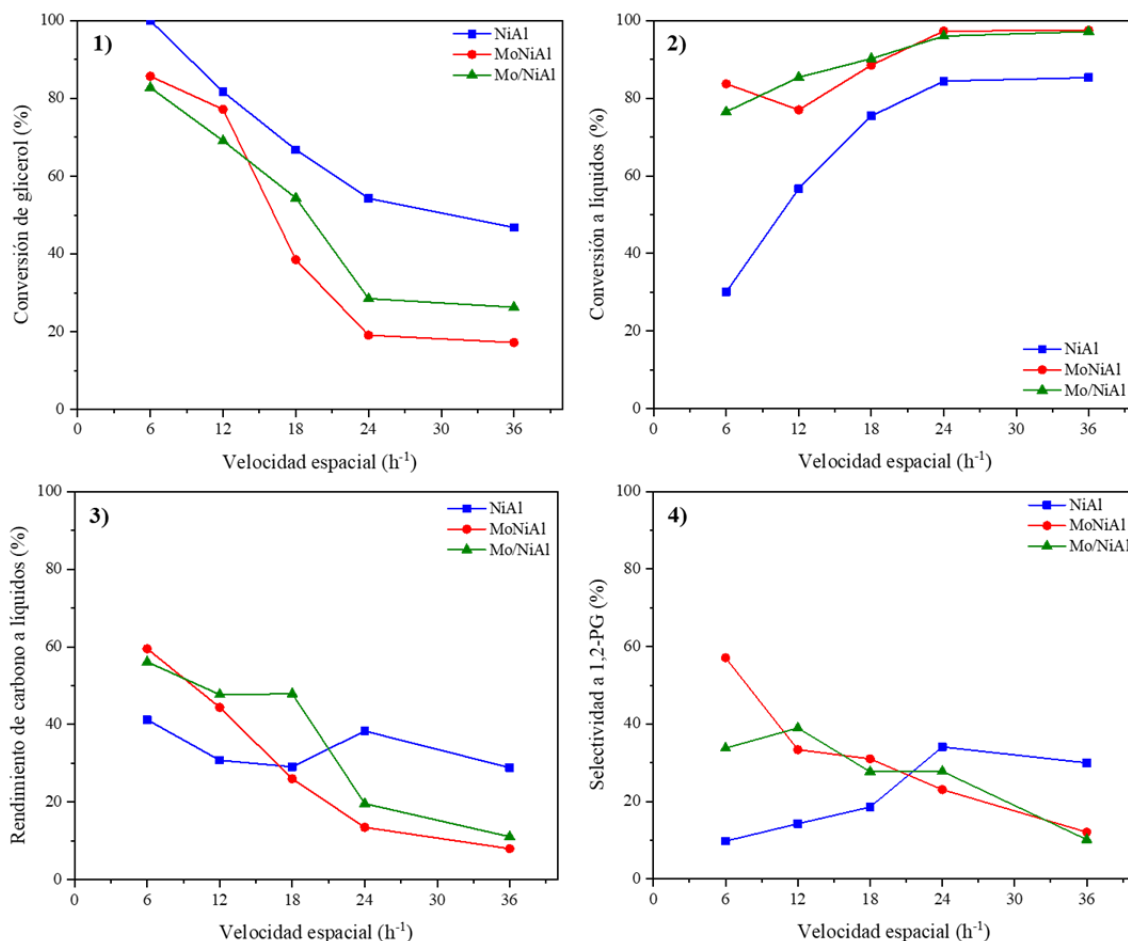 1)
NiAl
MoNiAl
Mo/NiAl
Conversión de glicerol (%)
100
80
60
40
20
0
0 6 12 18 24 30 36
Velocidad espacial (h⁻¹)
2)
NiAl
MoNiAl
Mo/NiAl
Conversión a líquidos (%)
100
80
60
40
20
0
0 6 12 18 24 30 36
Velocidad espacial (h⁻¹)
3)
NiAl
MoNiAl
Mo/NiAl
Rendimiento de carbono a líquidos (%)
100
80
60
40
20
0
0 6 12 18 24 30 36
Velocidad espacial (h⁻¹)
4)
NiAl
MoNiAl
Mo/NiAl
Selectividad a 1,2-PG (%)
100
80
60
40
20
0
0 6 12 18 24 30 36
Velocidad espacial (h⁻¹)